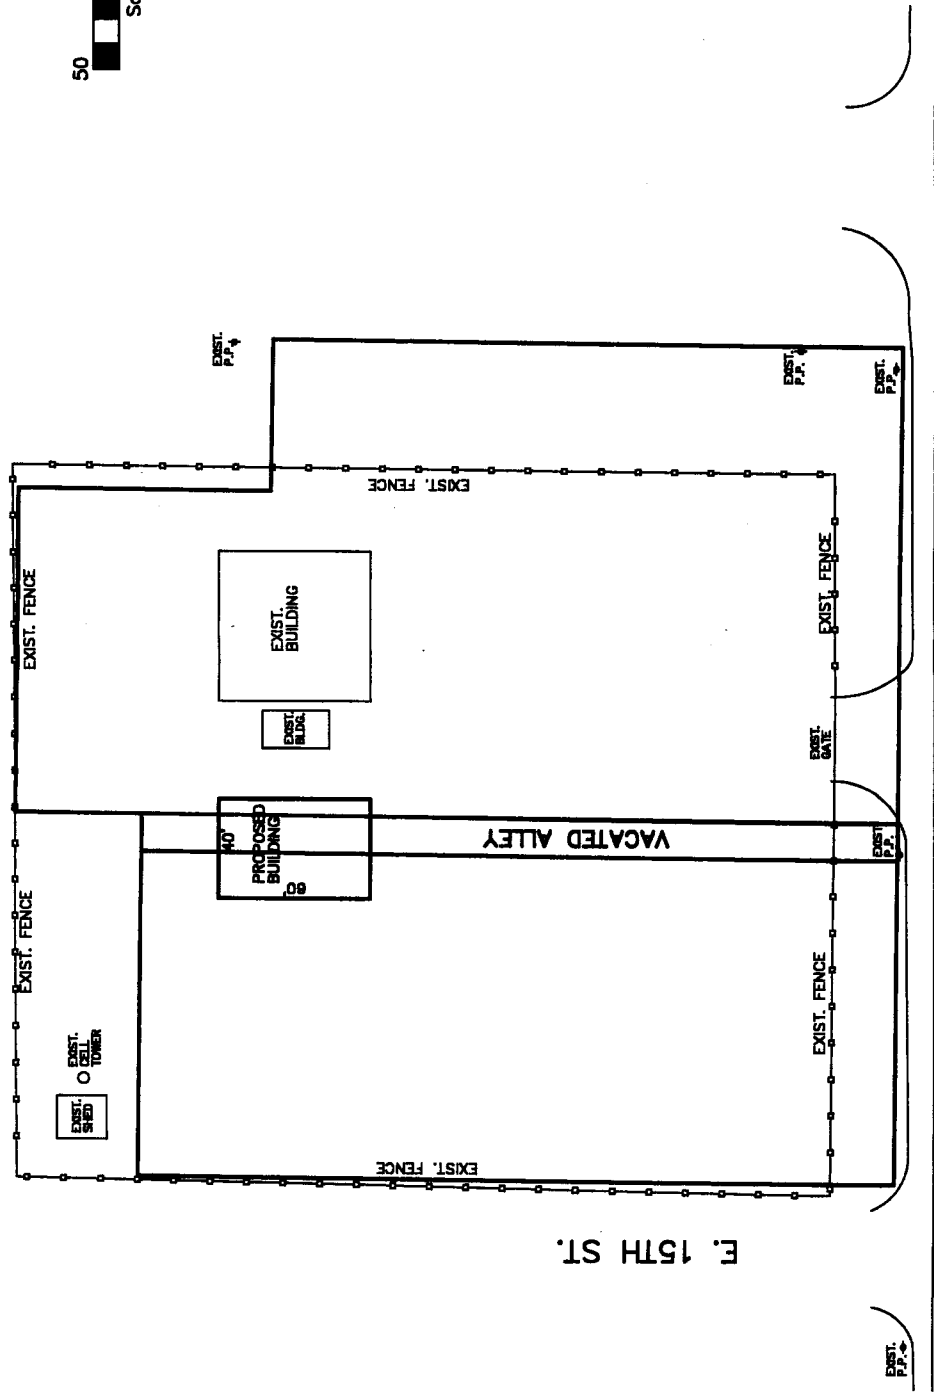 50
EXIST.
P.P.
EXIST.
P.P.
EXIST.
P.P.
EXIST. FENCE
EXIST. FENCE
EXIST. FENCE
EXIST.
BUILDING
EXIST.
BLDG.
EXIST.
GATE
40'
PROPOSED
BUILDING
60'
VACATED ALLEY
EXIST.
P.P.
EXIST. FENCE
EXIST. FENCE
EXIST.
CELL
TOWER
EXIST.
SHED
EXIST. FENCE
E. 15TH ST.
EXIST.
P.P.